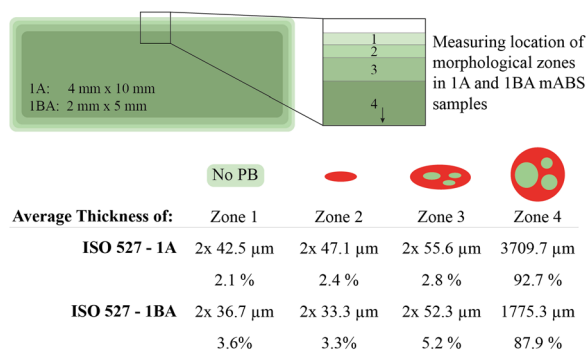 1A: 4 mm x 10 mm
1BA: 2 mm x 5 mm
1
2
3
4
Measuring location of
morphological zones
in 1A and 1BA mABS
samples
No PB
Average Thickness of: Zone 1 Zone 2 Zone 3 Zone 4
ISO 527 - 1A 2x 42.5 µm 2x 47.1 µm 2x 55.6 µm 3709.7 µm
2.1 % 2.4 % 2.8 % 92.7 %
ISO 527 - 1BA 2x 36.7 µm 2x 33.3 µm 2x 52.3 µm 1775.3 µm
3.6% 3.3% 5.2 % 87.9 %